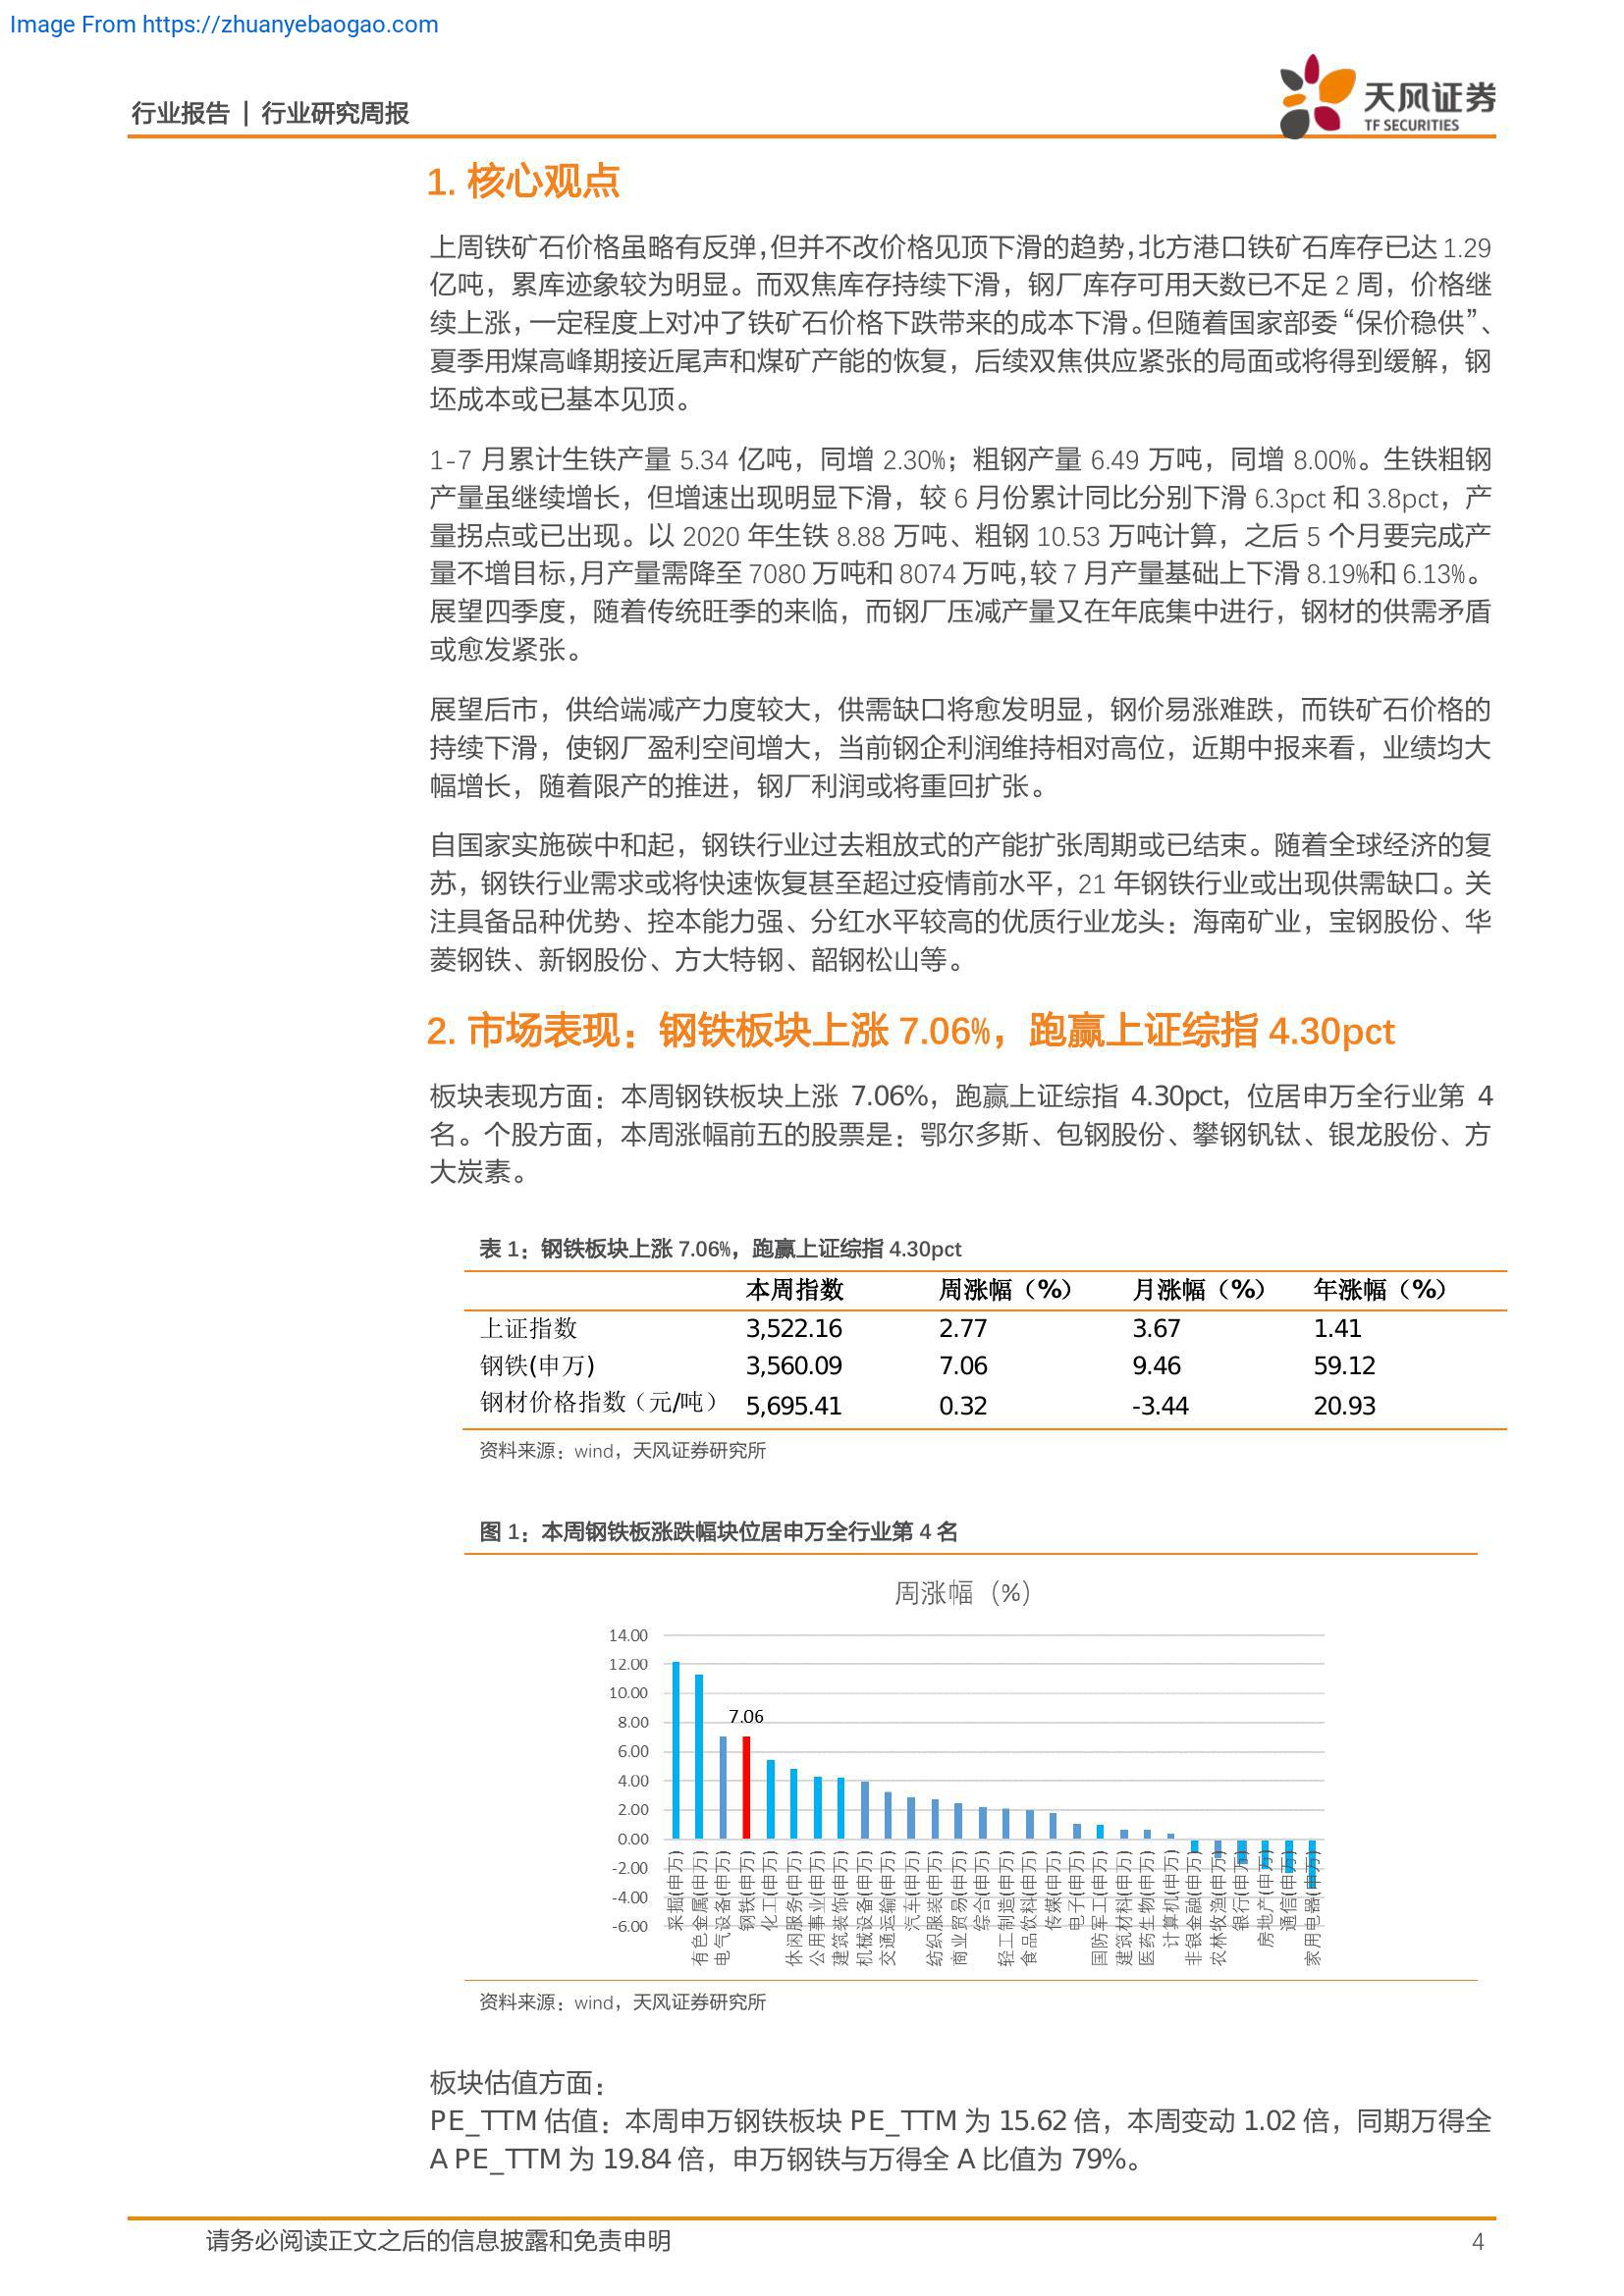 Image From https://zhuanyebaogao.com
行业报告 | 行业研究周报
天风证券
TF SECURITIES
1. 核心观点
上周铁矿石价格虽略有反弹，但并不改价格见顶下滑的趋势，北方港口铁矿石库存已达 1.29
亿吨，累库迹象较为明显。而双焦库存持续下滑，钢厂库存可用天数已不足 2 周，价格继
续上涨，一定程度上对冲了铁矿石价格下跌带来的成本下滑。但随着国家部委“保价稳供”、
夏季用煤高峰期接近尾声和煤矿产能的恢复，后续双焦供应紧张的局面或将得到缓解，钢
坯成本或已基本见顶。
1-7 月累计生铁产量 5.34 亿吨，同增 2.30%；粗钢产量 6.49 万吨，同增 8.00%。生铁粗钢
产量虽继续增长，但增速出现明显下滑，较 6 月份累计同比分别下滑 6.3pct 和 3.8pct，产
量拐点或已出现。以 2020 年生铁 8.88 万吨、粗钢 10.53 万吨计算，之后 5 个月要完成产
量不增目标，月产量需降至 7080 万吨和 8074 万吨，较 7 月产量基础上下滑 8.19%和 6.13%。
展望四季度，随着传统旺季的来临，而钢厂压减产量又在年底集中进行，钢材的供需矛盾
或愈发紧张。
展望后市，供给端减产力度较大，供需缺口将愈发明显，钢价易涨难跌，而铁矿石价格的
持续下滑，使钢厂盈利空间增大，当前钢企利润维持相对高位，近期中报来看，业绩均大
幅增长，随着限产的推进，钢厂利润或将重回扩张。
自国家实施碳中和起，钢铁行业过去粗放式的产能扩张周期或已结束。随着全球经济的复
苏，钢铁行业需求或将快速恢复甚至超过疫情前水平，21 年钢铁行业或出现供需缺口。关
注具备品种优势、控本能力强、分红水平较高的优质行业龙头：海南矿业，宝钢股份、华
菱钢铁、新钢股份、方大特钢、韶钢松山等。
2. 市场表现：钢铁板块上涨 7.06%，跑赢上证综指 4.30pct
板块表现方面：本周钢铁板块上涨 7.06%，跑赢上证综指 4.30pct，位居申万全行业第 4
名。个股方面，本周涨幅前五的股票是：鄂尔多斯、包钢股份、攀钢钒钛、银龙股份、方
大炭素。
表 1：钢铁板块上涨 7.06%，跑赢上证综指 4.30pct
本周指数 周涨幅（%） 月涨幅（%） 年涨幅（%）
上证指数 3,522.16 2.77 3.67 1.41
钢铁(申万) 3,560.09 7.06 9.46 59.12
钢材价格指数（元/吨） 5,695.41 0.32 -3.44 20.93
资料来源：wind，天风证券研究所
图 1：本周钢铁板涨跌幅块位居申万全行业第 4 名
周涨幅（%）
14.00
12.00
10.00
8.00
6.00
4.00
2.00
0.00
-2.00
-4.00
-6.00
7.06
采掘(申万)
有色金属(申万)
电气设备(申万)
钢铁(申万)
化工(申万)
休闲服务(申万)
公用事业(申万)
建筑装饰(申万)
机械设备(申万)
交通运输(申万)
汽车(申万)
纺织服装(申万)
商业贸易(申万)
综合(申万)
轻工制造(申万)
食品饮料(申万)
传媒(申万)
电子(申万)
国防军工(申万)
建筑材料(申万)
医药生物(申万)
计算机(申万)
非银金融(申万)
农林牧渔(申万)
银行(申万)
房地产(申万)
通信(申万)
家用电器(申万)
资料来源：wind，天风证券研究所
板块估值方面：
PE_TTM 估值：本周申万钢铁板块 PE_TTM 为 15.62 倍，本周变动 1.02 倍，同期万得全
A PE_TTM 为 19.84 倍，申万钢铁与万得全 A 比值为 79%。
请务必阅读正文之后的信息披露和免责申明
4